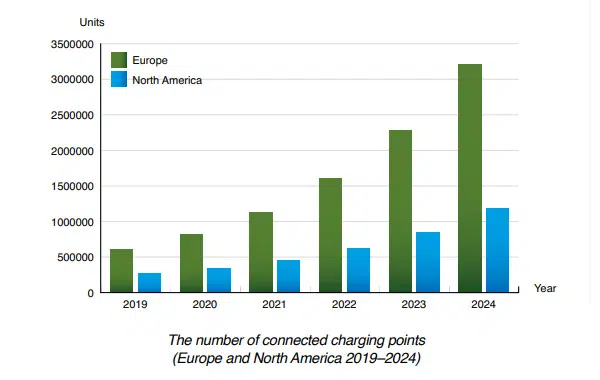 Units
3500000
Europe
3000000
North America
2500000
2000000
1500000
1000000
500000
0
Year
2019 2020 2021 2022 2023 2024
The number of connected charging points
(Europe and North America 2019–2024)